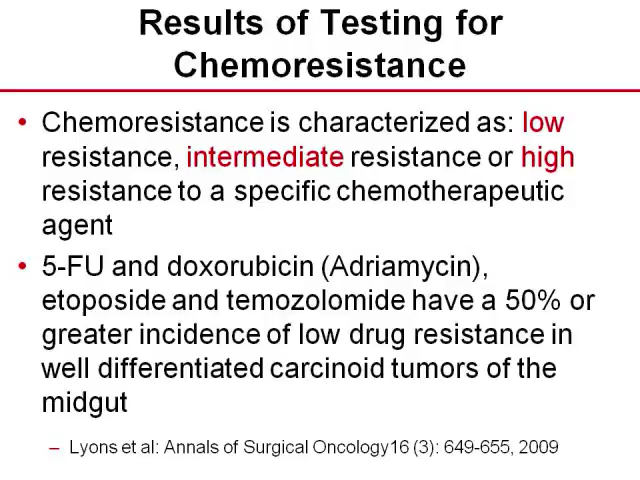 Results of Testing for
Chemoresistance
• Chemoresistance is characterized as: low
resistance, intermediate resistance or high
resistance to a specific chemotherapeutic
agent
• 5-FU and doxorubicin (Adriamycin),
etoposide and temozolomide have a 50% or
greater incidence of low drug resistance in
well differentiated carcinoid tumors of the
midgut
– Lyons et al: Annals of Surgical Oncology16 (3): 649-655, 2009